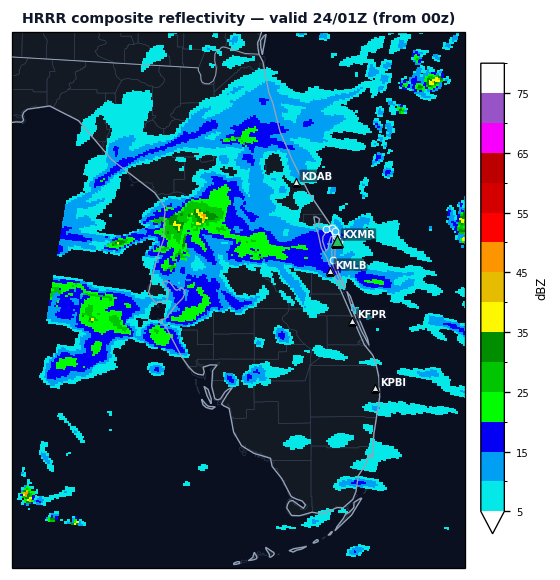 HRRR composite reflectivity — valid 24/01Z (from 00z)
KDAB
KXMR
KMLB
KFPR
KPBI
75
65
55
45
35
25
15
5
dBZ